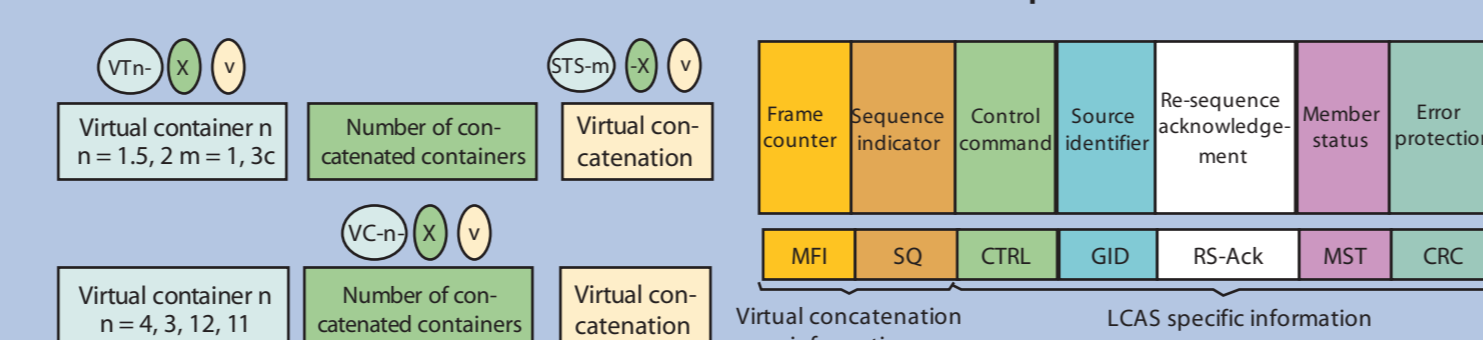 VTn- X v
STS-m -X v
Virtual container n
n = 1.5, 2 m = 1, 3c
Number of con-
catenated containers
Virtual con-
catenation
VC-n- X v
Virtual container n
n = 4, 3, 12, 11
Number of con-
catenated containers
Virtual con-
catenation
Frame
counter
Sequence
indicator
Control
command
Source
identifier
Re-sequence
acknowledge-
ment
Member
status
Error
protection
MFI SQ CTRL GID RS-Ack MST CRC
Virtual concatenation
LCAS specific information